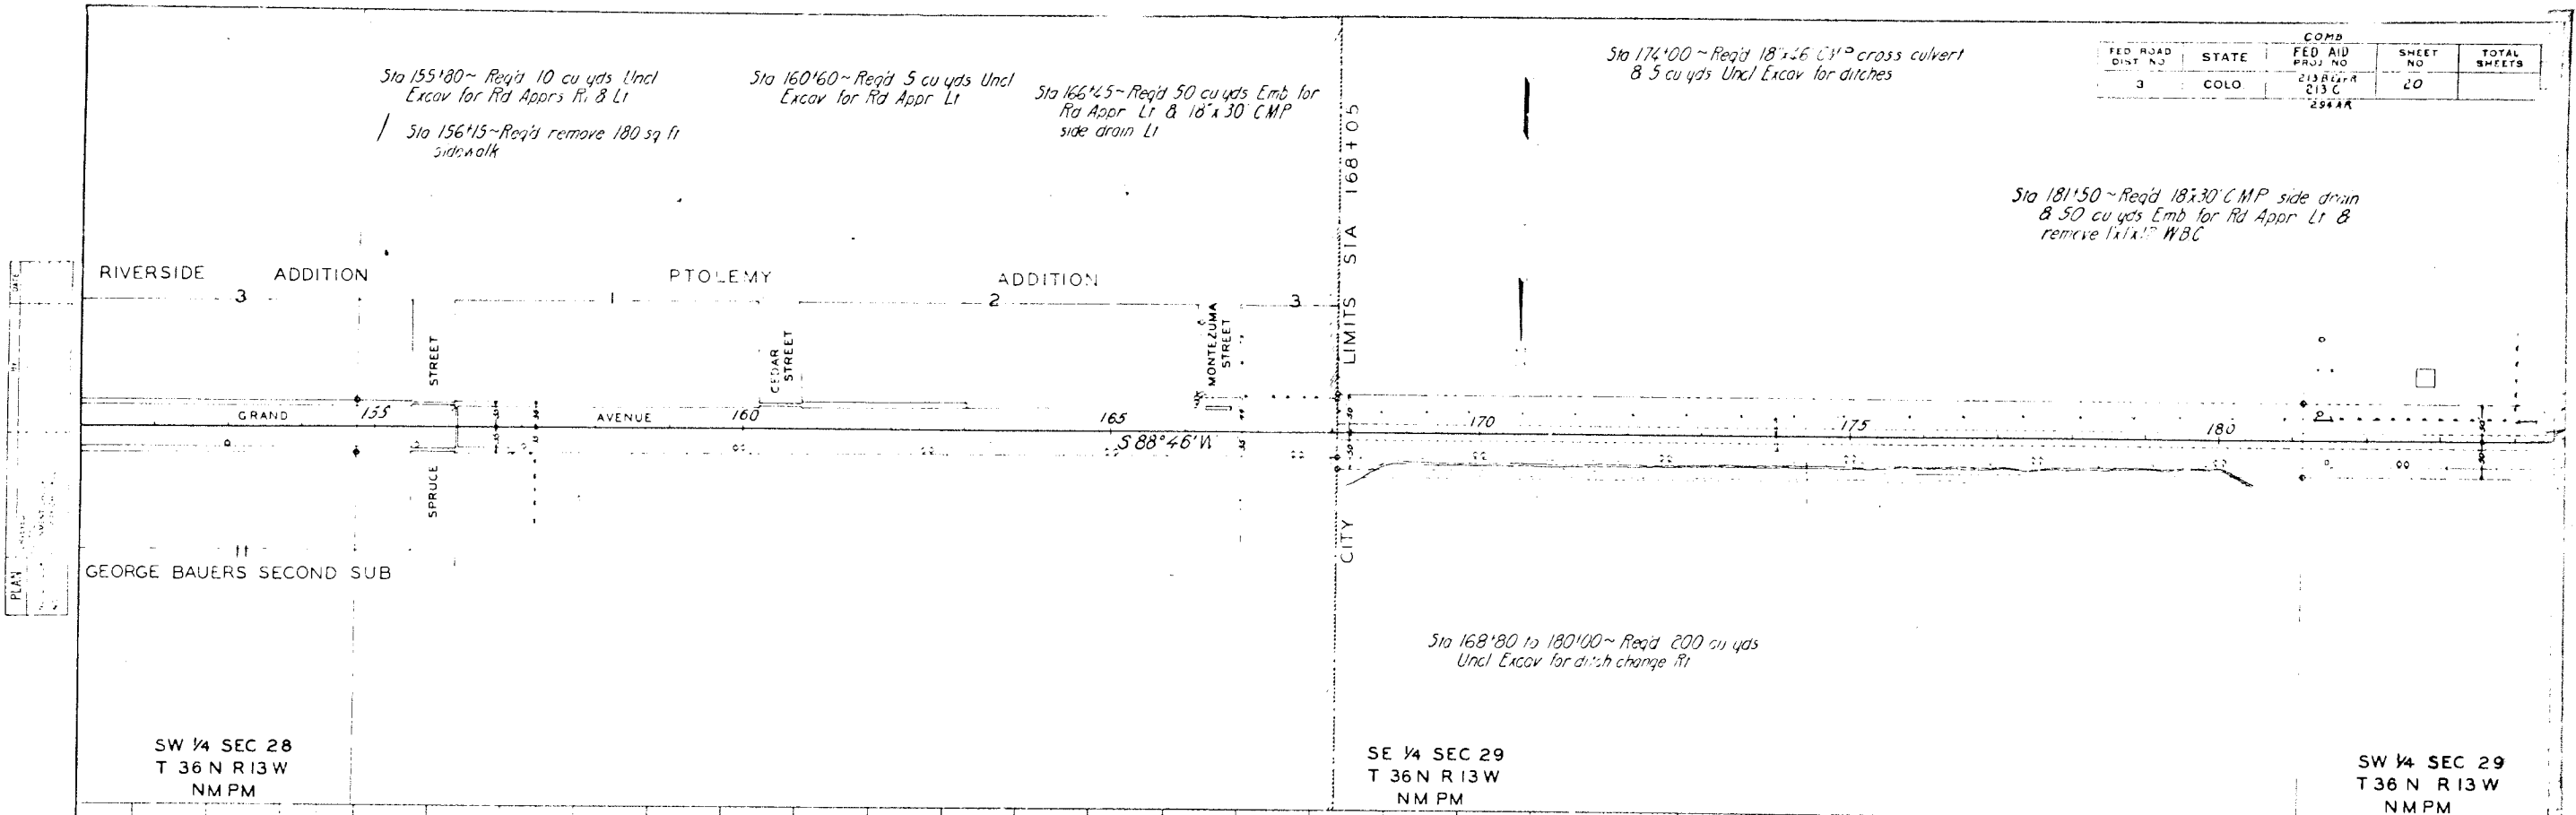 COMB
FED ROAD DIST NO
STATE
FED AID PROJ NO
SHEET NO
TOTAL SHEETS
3
COLO
213 C
20
294AR
Sta 155+80~ Req'd 10 cu yds Uncl
Excav for Rd Apprs Rt & Lt
Sta 156+15~Req'd remove 180 sq ft
sidewalk
Sta 160+60~ Req'd 5 cu yds Uncl
Excav for Rd Appr Lt
Sta 166+45~Req'd 50 cu yds Emb for
Rd Appr Lt & 18"x 30' CMP
side drain Lt
Sta 174+00~Req'd 18"x46' CMP cross culvert
& 5 cu yds Uncl Excav for ditches
Sta 181+50~Req'd 18"x30' CMP side drain
& 50 cu yds Emb for Rd Appr Lt &
remove WBC
CITY LIMITS STA 168+05
RIVERSIDE ADDITION
PTOLEMY ADDITION
3
1
2
3
STREET
CEDAR
STREET
MONTEZUMA
STREET
GRAND 155 AVENUE 160 165 170 175 180
S 88°46'W
SPRUCE
11
GEORGE BAUERS SECOND SUB
PLAN
Sta 168+80 to 180+00~ Req'd 200 cu yds
Uncl Excav for ditch change Rt
SW 1/4 SEC 28
T 36 N R 13 W
NMPM
SE 1/4 SEC 29
T 36 N R 13 W
NMPM
SW 1/4 SEC 29
T 36 N R 13 W
NMPM